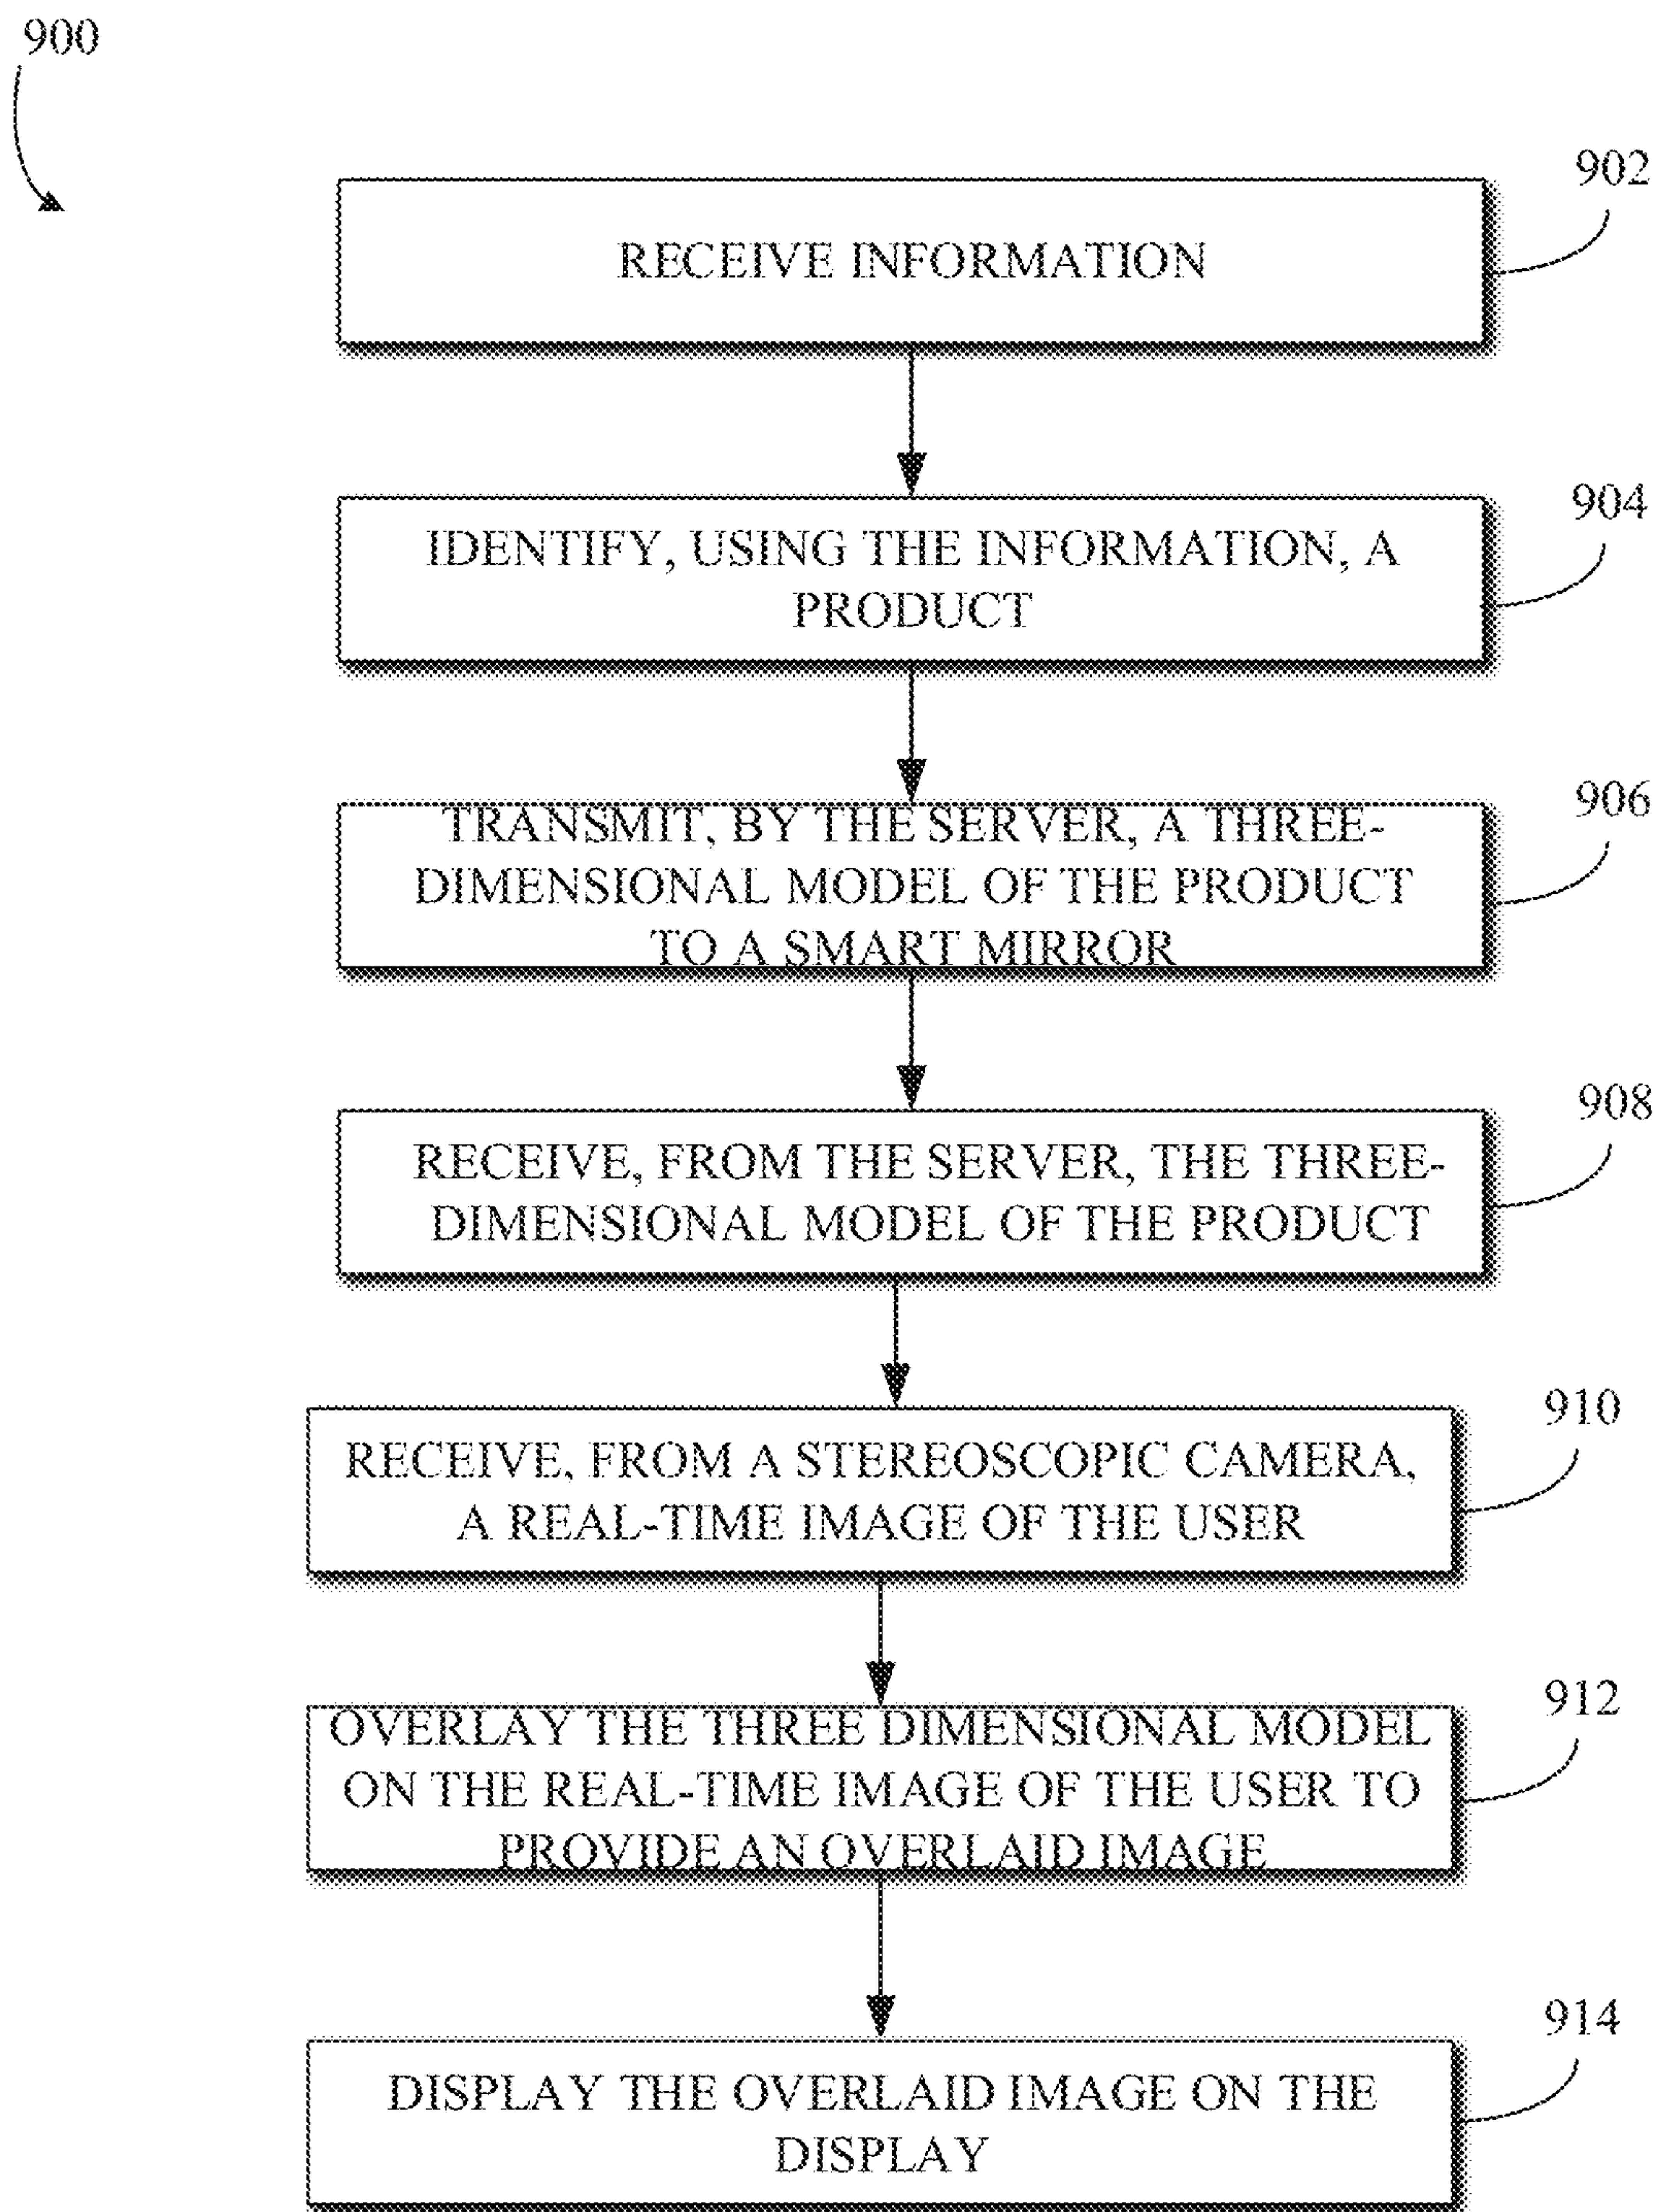 900
902
RECEIVE INFORMATION
904
IDENTIFY, USING THE INFORMATION, A
PRODUCT
906
TRANSMIT, BY THE SERVER, A THREE-
DIMENSIONAL MODEL OF THE PRODUCT
TO A SMART MIRROR
908
RECEIVE, FROM THE SERVER, THE THREE-
DIMENSIONAL MODEL OF THE PRODUCT
910
RECEIVE, FROM A STEREOSCOPIC CAMERA,
A REAL-TIME IMAGE OF THE USER
912
OVERLAY THE THREE DIMENSIONAL MODEL
ON THE REAL-TIME IMAGE OF THE USER TO
PROVIDE AN OVERLAID IMAGE
914
DISPLAY THE OVERLAID IMAGE ON THE
DISPLAY